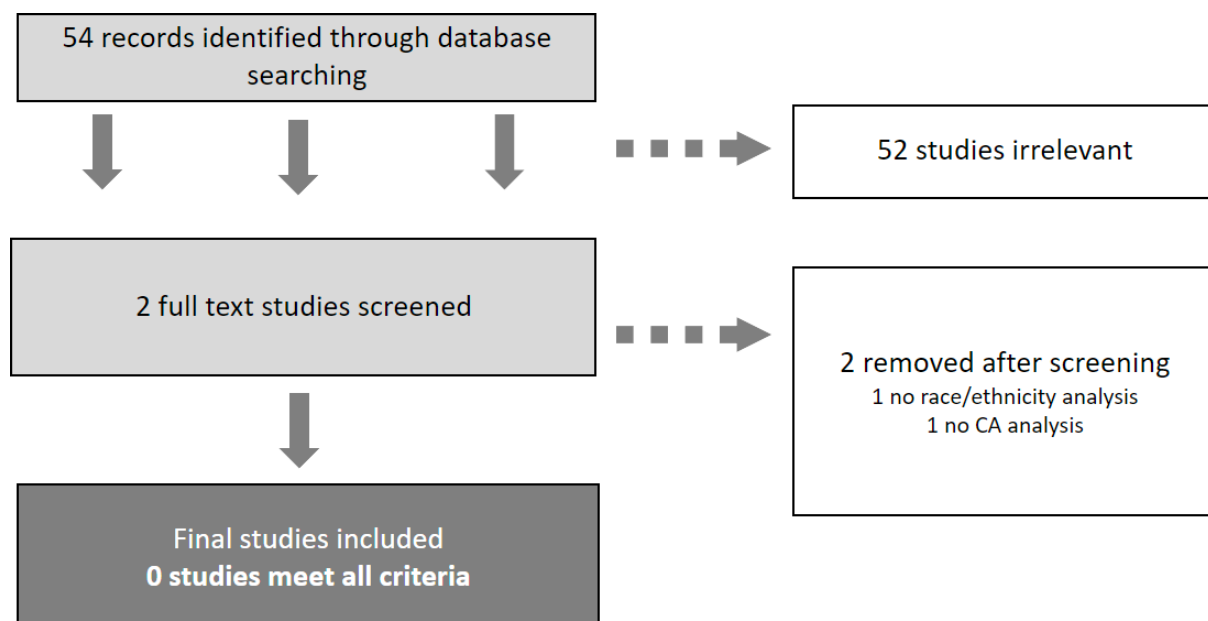 54 records identified through database
searching
52 studies irrelevant
2 full text studies screened
2 removed after screening
1 no race/ethnicity analysis
1 no CA analysis
Final studies included
0 studies meet all criteria